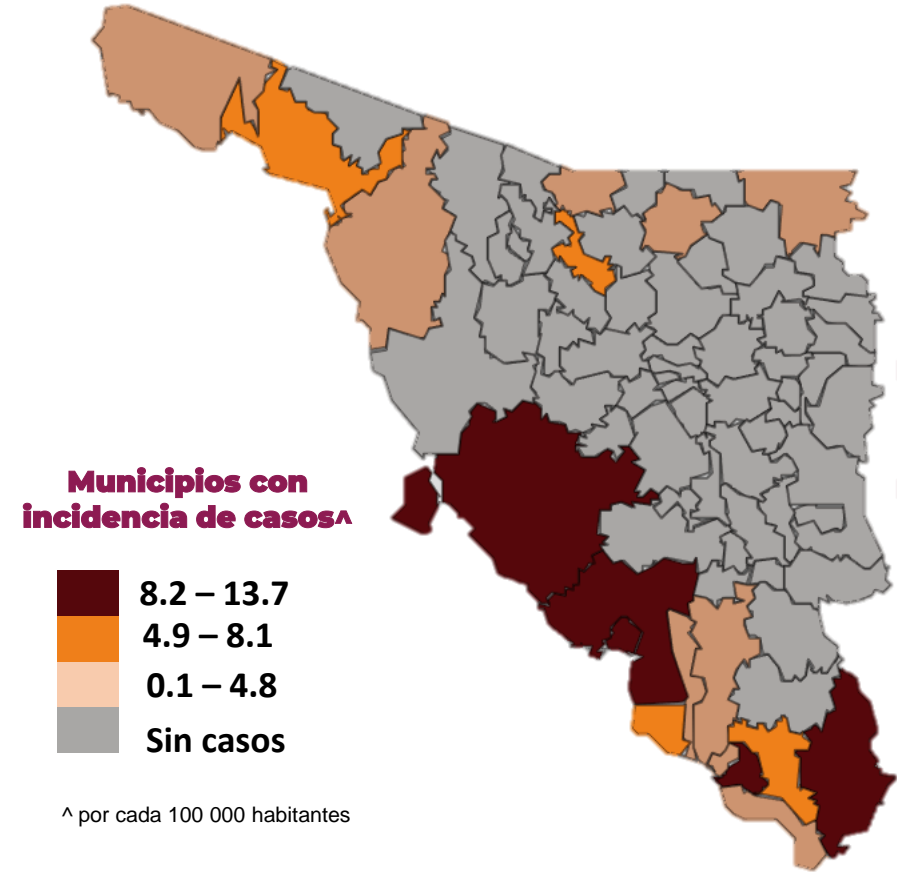 Municipios con
incidencia de casos^
8.2 – 13.7
4.9 – 8.1
0.1 – 4.8
Sin casos
^ por cada 100 000 habitantes